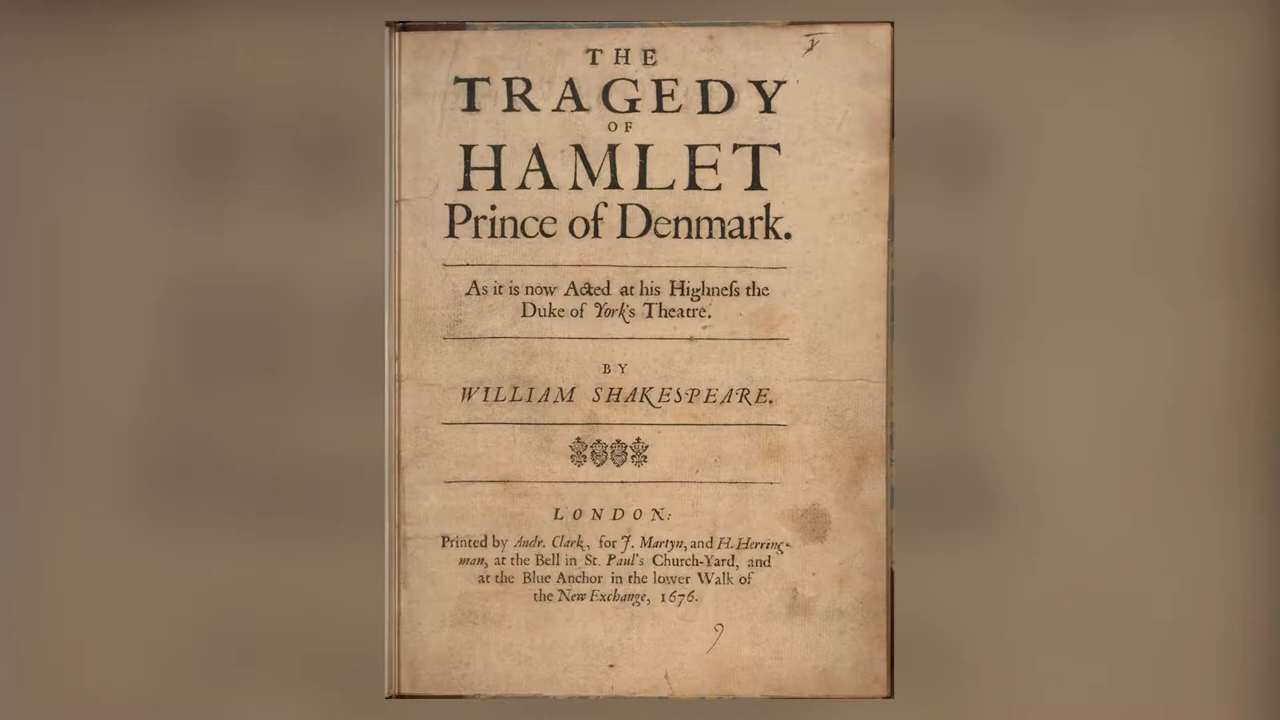 THE
TRAGEDY
OF
HAMLET
Prince of Denmark.
As it is now Acted at his Highneſs the
Duke of York's Theatre.
BY
WILLIAM SHAKESPEARE.
LONDON:
Printed by Andr. Clark, for J. Martyn, and H. Herring-
man, at the Bell in St. Paul's Church-Yard, and
at the Blue Anchor in the lower Walk of
the New Exchange, 1676.